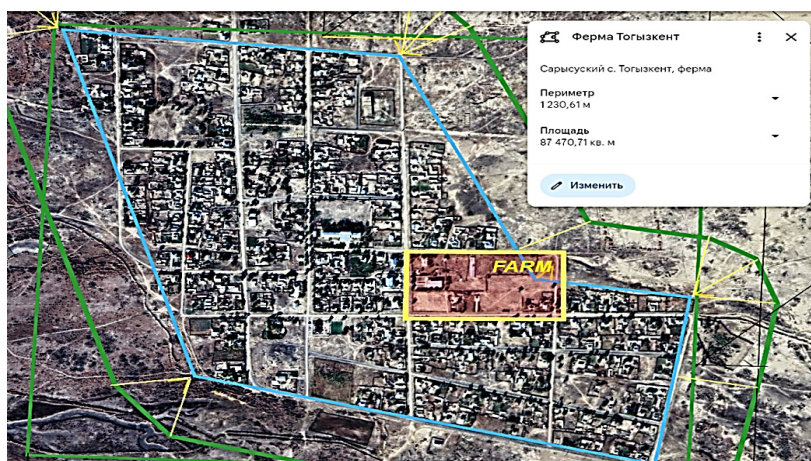 Ферма Тогызкент
Сарысуский с. Тогызкент, ферма
Периметр
1 230,61 м
Площадь
87 470,71 кв. м
Изменить
FARM